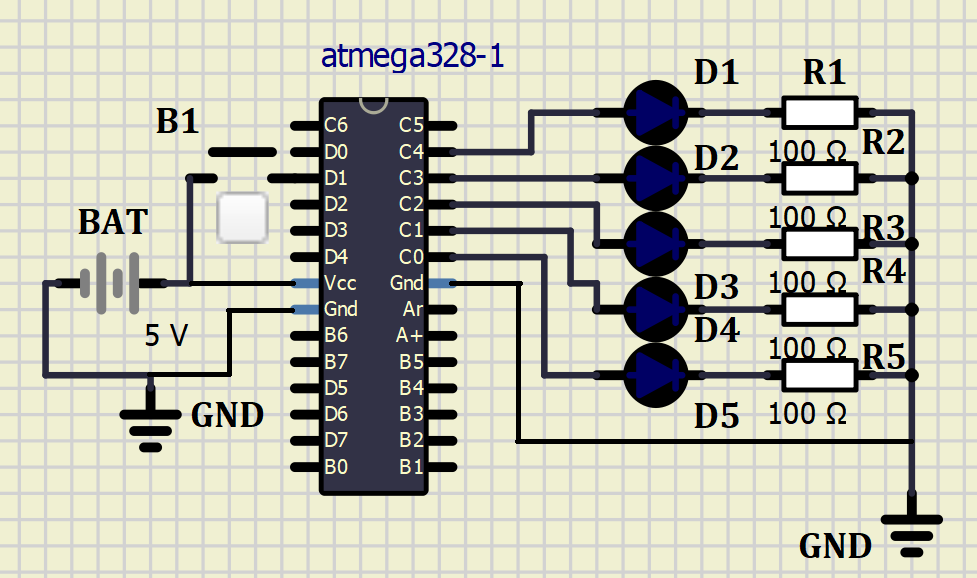 atmega328-1
D1
R1
B1
C6
C5
R2
D0
C4
D2
100 Ω
D1
C3
D2
C2
BAT
100 Ω
D3
C1
R3
D4
C0
R4
Vcc
Gnd
D3
100 Ω
Gnd
Ar
D4
5 V
B6
A+
100 Ω
R5
B7
B5
D5
B4
GND
D6
B3
D5
100 Ω
D7
B2
B0
B1
GND